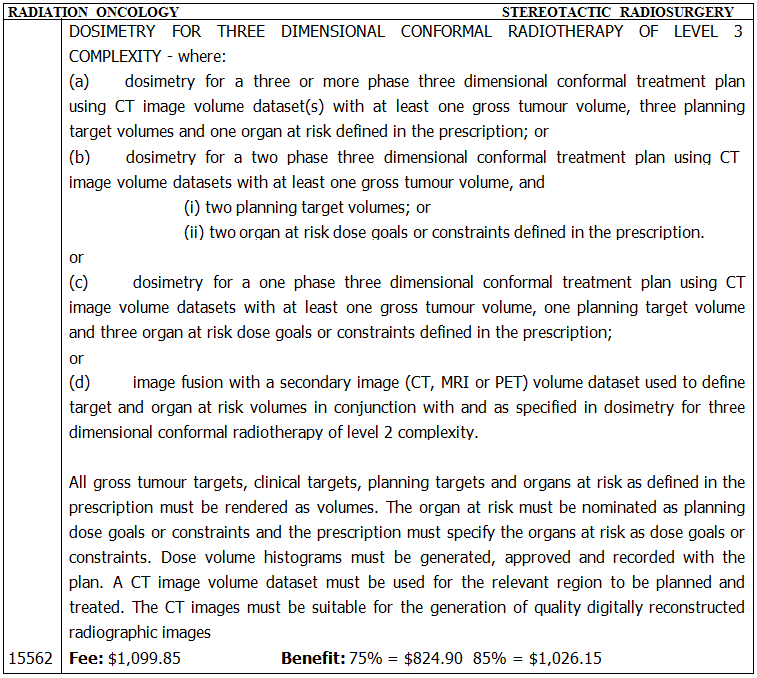 RADIATION ONCOLOGY STEREOTACTIC RADIOSURGERY
DOSIMETRY FOR THREE DIMENSIONAL CONFORMAL RADIOTHERAPY OF LEVEL 3
COMPLEXITY - where:
(a) dosimetry for a three or more phase three dimensional conformal treatment plan
using CT image volume dataset(s) with at least one gross tumour volume, three planning
target volumes and one organ at risk defined in the prescription; or
(b) dosimetry for a two phase three dimensional conformal treatment plan using CT
image volume datasets with at least one gross tumour volume, and
(i) two planning target volumes; or
(ii) two organ at risk dose goals or constraints defined in the prescription.
or
(c) dosimetry for a one phase three dimensional conformal treatment plan using CT
image volume datasets with at least one gross tumour volume, one planning target volume
and three organ at risk dose goals or constraints defined in the prescription;
or
(d) image fusion with a secondary image (CT, MRI or PET) volume dataset used to define
target and organ at risk volumes in conjunction with and as specified in dosimetry for three
dimensional conformal radiotherapy of level 2 complexity.
All gross tumour targets, clinical targets, planning targets and organs at risk as defined in the
prescription must be rendered as volumes. The organ at risk must be nominated as planning
dose goals or constraints and the prescription must specify the organs at risk as dose goals or
constraints. Dose volume histograms must be generated, approved and recorded with the
plan. A CT image volume dataset must be used for the relevant region to be planned and
treated. The CT images must be suitable for the generation of quality digitally reconstructed
radiographic images
15562 Fee: $1,099.85 Benefit: 75% = $824.90 85% = $1,026.15